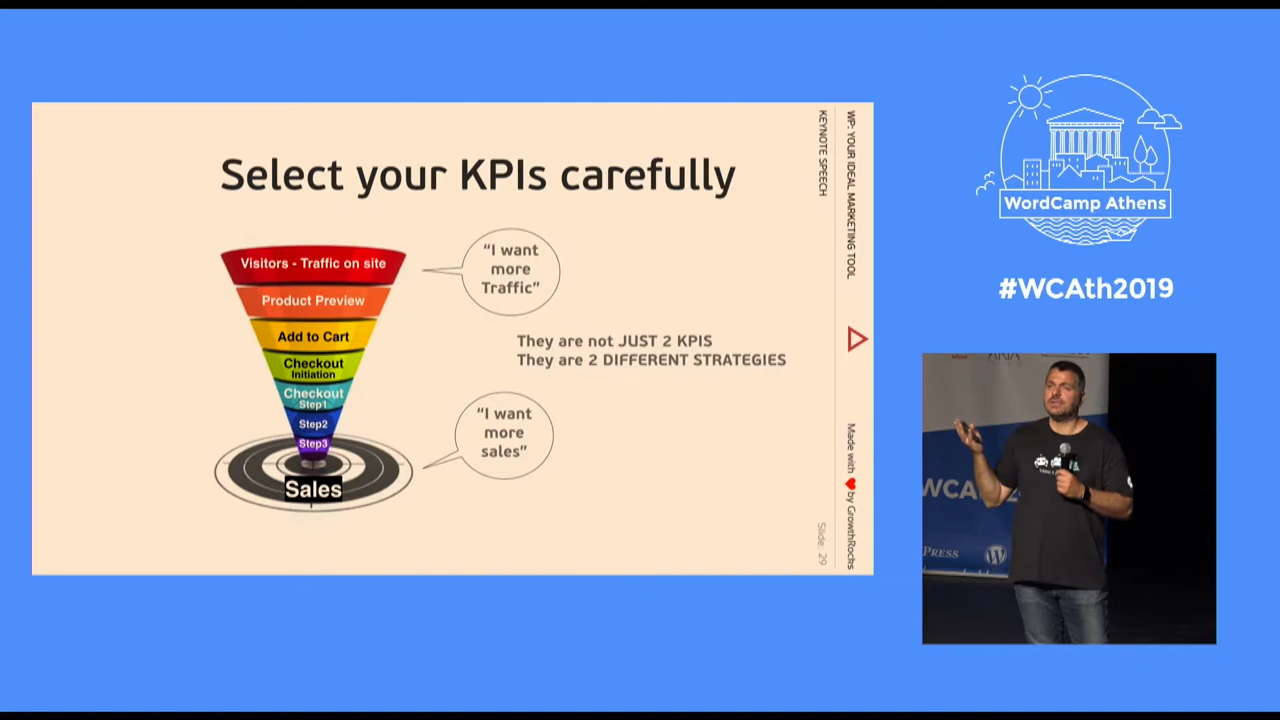 Select your KPIs carefully
Visitors - Traffic on site
Product Preview
Add to Cart
Checkout
Initiation
Checkout
Step1
Step2
Step3
Sales
“I want
more
Traffic”
They are not JUST 2 KPIS
They are 2 DIFFERENT STRATEGIES
“I want
more
sales”
WP: YOUR IDEAL MARKETING TOOL
KEYNOTE SPEECH
Made with ♥ by GrowthRocks
Slide: 29
WordCamp Athens
#WCAth2019
WCA
PRESS